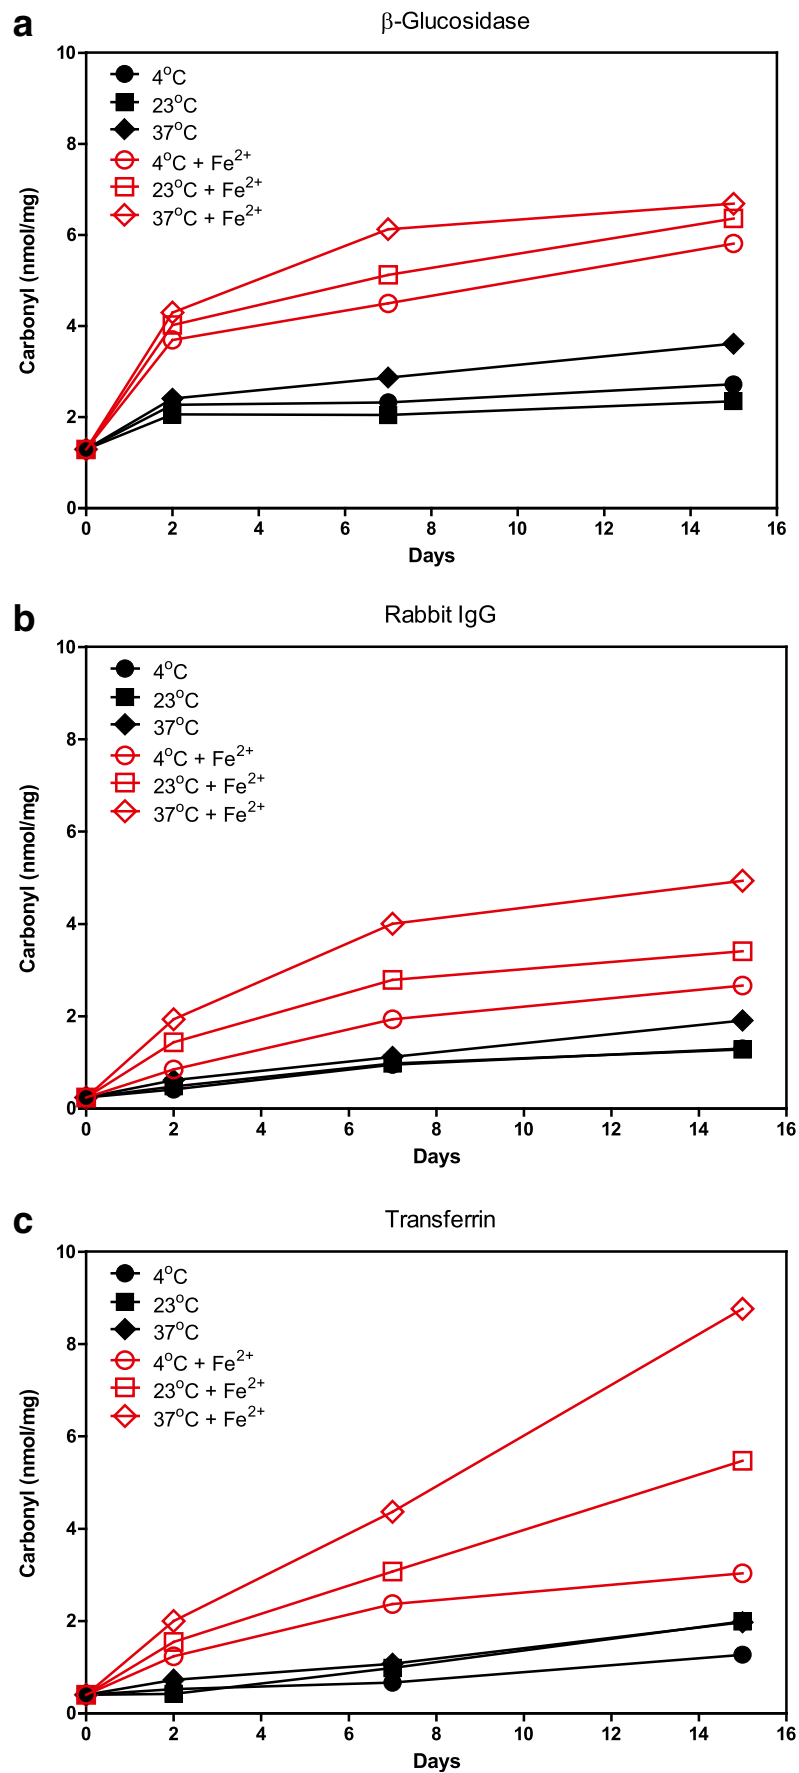 a
β-Glucosidase
10
8
6
4
2
0
Carbonyl (nmol/mg)
4°C
23°C
37°C
4°C + Fe²⁺
23°C + Fe²⁺
37°C + Fe²⁺
0 2 4 6 8 10 12 14 16
Days
b
Rabbit IgG
10
8
6
4
2
0
Carbonyl (nmol/mg)
4°C
23°C
37°C
4°C + Fe²⁺
23°C + Fe²⁺
37°C + Fe²⁺
0 2 4 6 8 10 12 14 16
Days
c
Transferrin
10
8
6
4
2
0
Carbonyl (nmol/mg)
4°C
23°C
37°C
4°C + Fe²⁺
23°C + Fe²⁺
37°C + Fe²⁺
0 2 4 6 8 10 12 14 16
Days